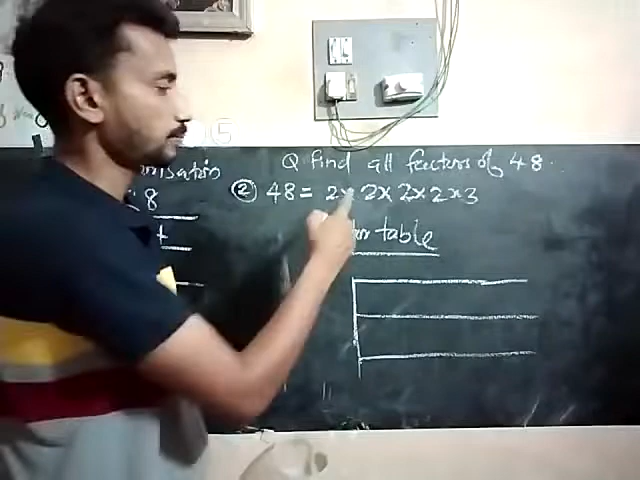 Q Find all factors of 48.
② 48 = 2 × 2 × 2 × 2 × 3
8
table